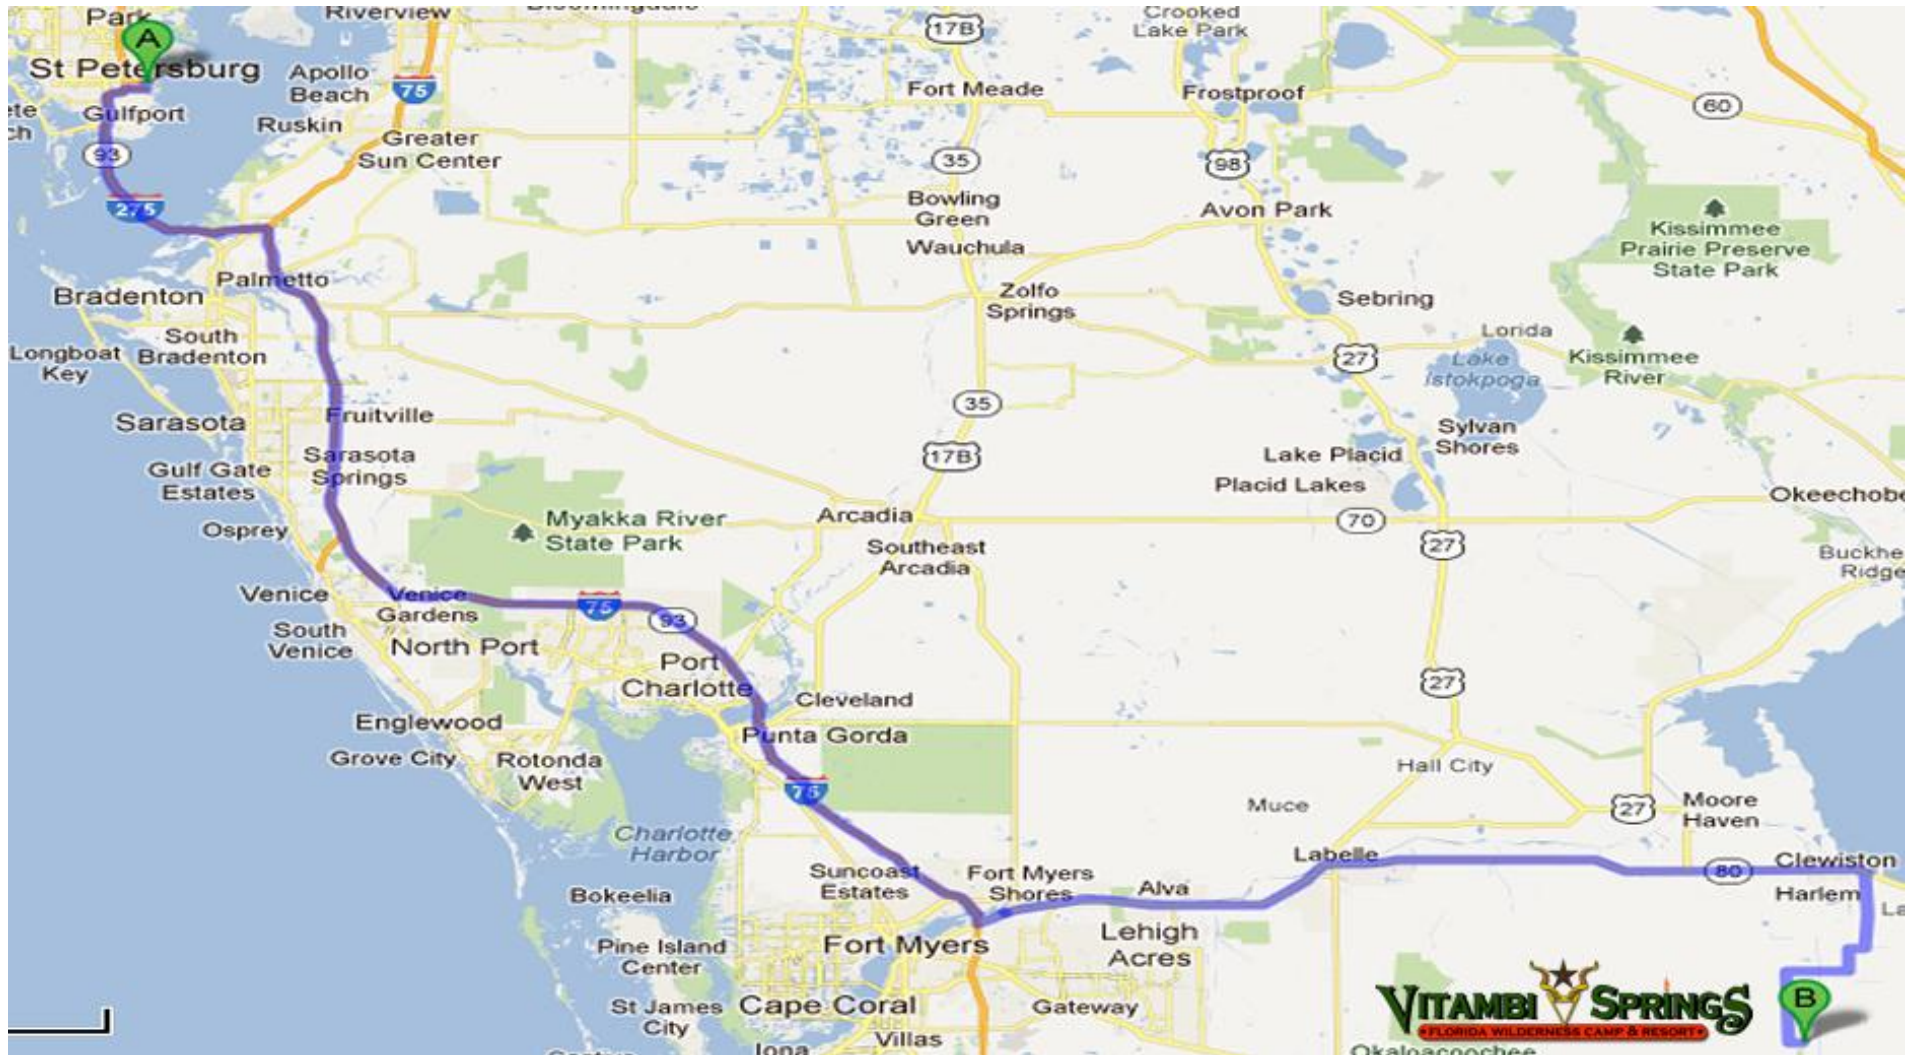 Park
A
St Petersburg
Gulfport
93
275
Riverview
Apollo
Beach
75
Ruskin
Greater
Sun Center
17B
Crooked
Lake Park
Fort Meade
Frostproof
60
35
98
Bowling
Green
Avon Park
Wauchula
Kissimmee
Prairie Preserve
State Park
Palmetto
Bradenton
Zolfo
Springs
Sebring
South
Bradenton
Longboat
Key
Lorida
27
Lake
Istokpoga
Kissimmee
River
Sarasota
Fruitville
35
Sylvan
Shores
Gulf Gate
Estates
Sarasota
Springs
17B
Lake Placid
Placid Lakes
Okeechobe
Osprey
Myakka River
State Park
Arcadia
70
27
Southeast
Arcadia
Buckhe
Ridge
Venice
Venice
Gardens
75
93
South
Venice
North Port
Port
Charlotte
Cleveland
27
Englewood
Punta Gorda
Grove City
Rotonda
West
75
Hall City
Muce
27
Moore
Haven
Charlotte
Harbor
Suncoast
Estates
Fort Myers
Shores
Alva
Labelle
80
Clewiston
Harlem
La
Bokeelia
Fort Myers
Lehigh
Acres
Pine Island
Center
St James
City
Cape Coral
Gateway
Villas
Iona
VITAMBI SPRINGS
FLORIDA WILDERNESS CAMP & RESORT
B
Okaloacoochee